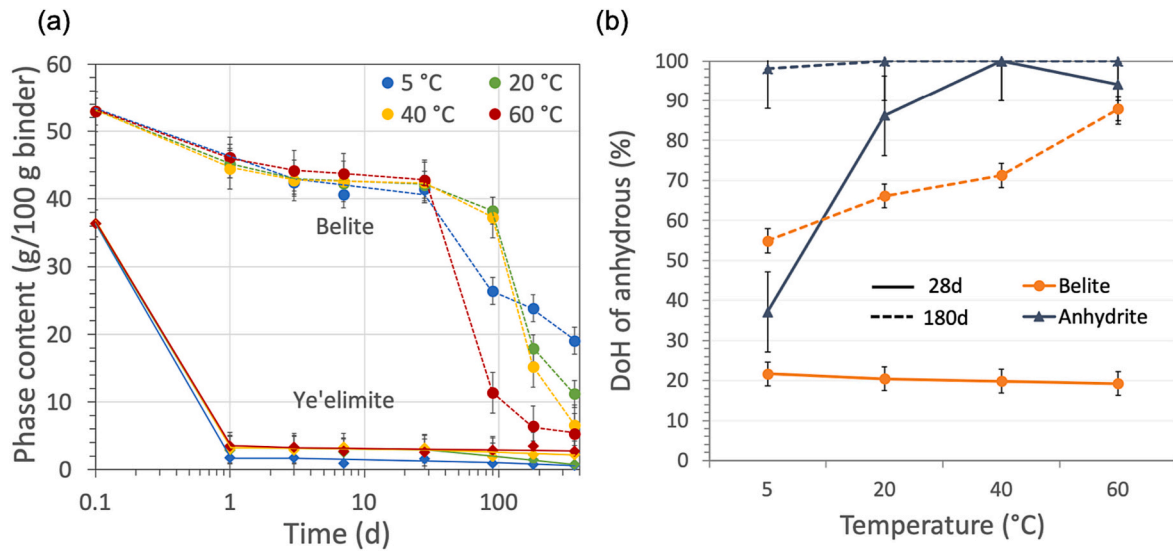 (a)
Phase content (g/100 g binder)
60
50
40
30
20
10
0
5 °C
20 °C
40 °C
60 °C
Belite
Ye'elimite
0.1
1
10
100
Time (d)
(b)
DoH of anhydrous (%)
100
90
80
70
60
50
40
30
20
10
0
28d
Belite
180d
Anhydrite
5
20
40
60
Temperature (°C)